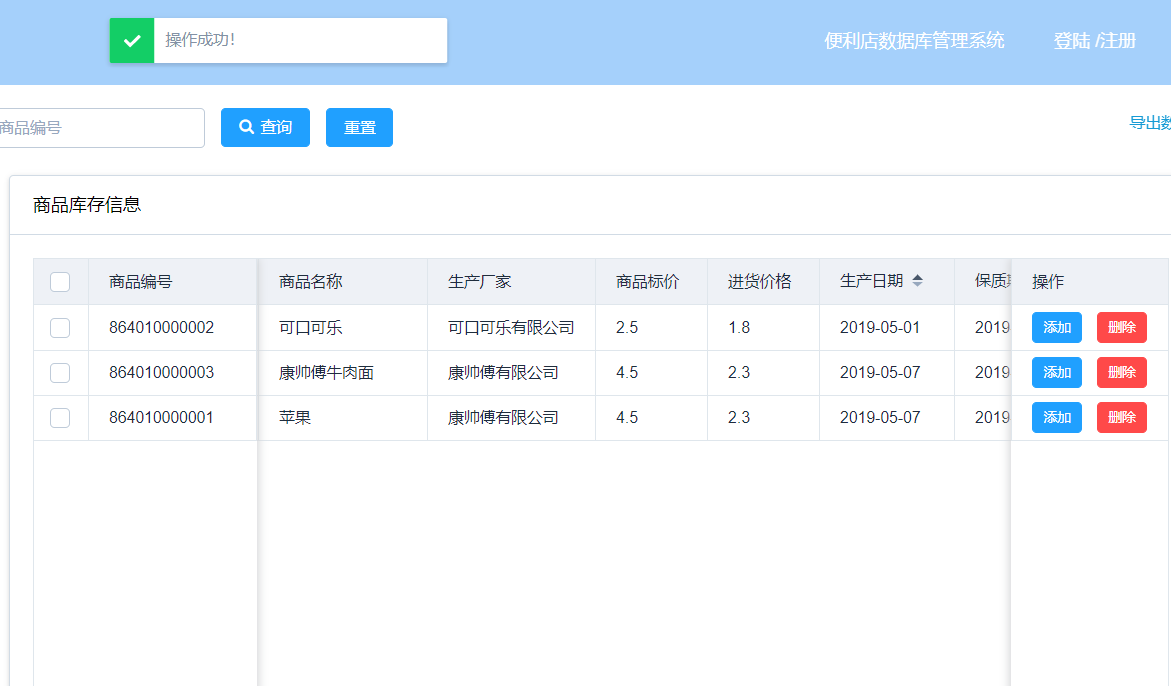 操作成功!
便利店数据库管理系统 登陆 /注册
商品编号 查询 重置 导出数
商品库存信息
商品编号 商品名称 生产厂家 商品标价 进货价格 生产日期 保质 操作
864010000002 可口可乐 可口可乐有限公司 2.5 1.8 2019-05-01 2019 添加 删除
864010000003 康帅傅牛肉面 康帅傅有限公司 4.5 2.3 2019-05-07 2019 添加 删除
864010000001 苹果 康帅傅有限公司 4.5 2.3 2019-05-07 2019 添加 删除